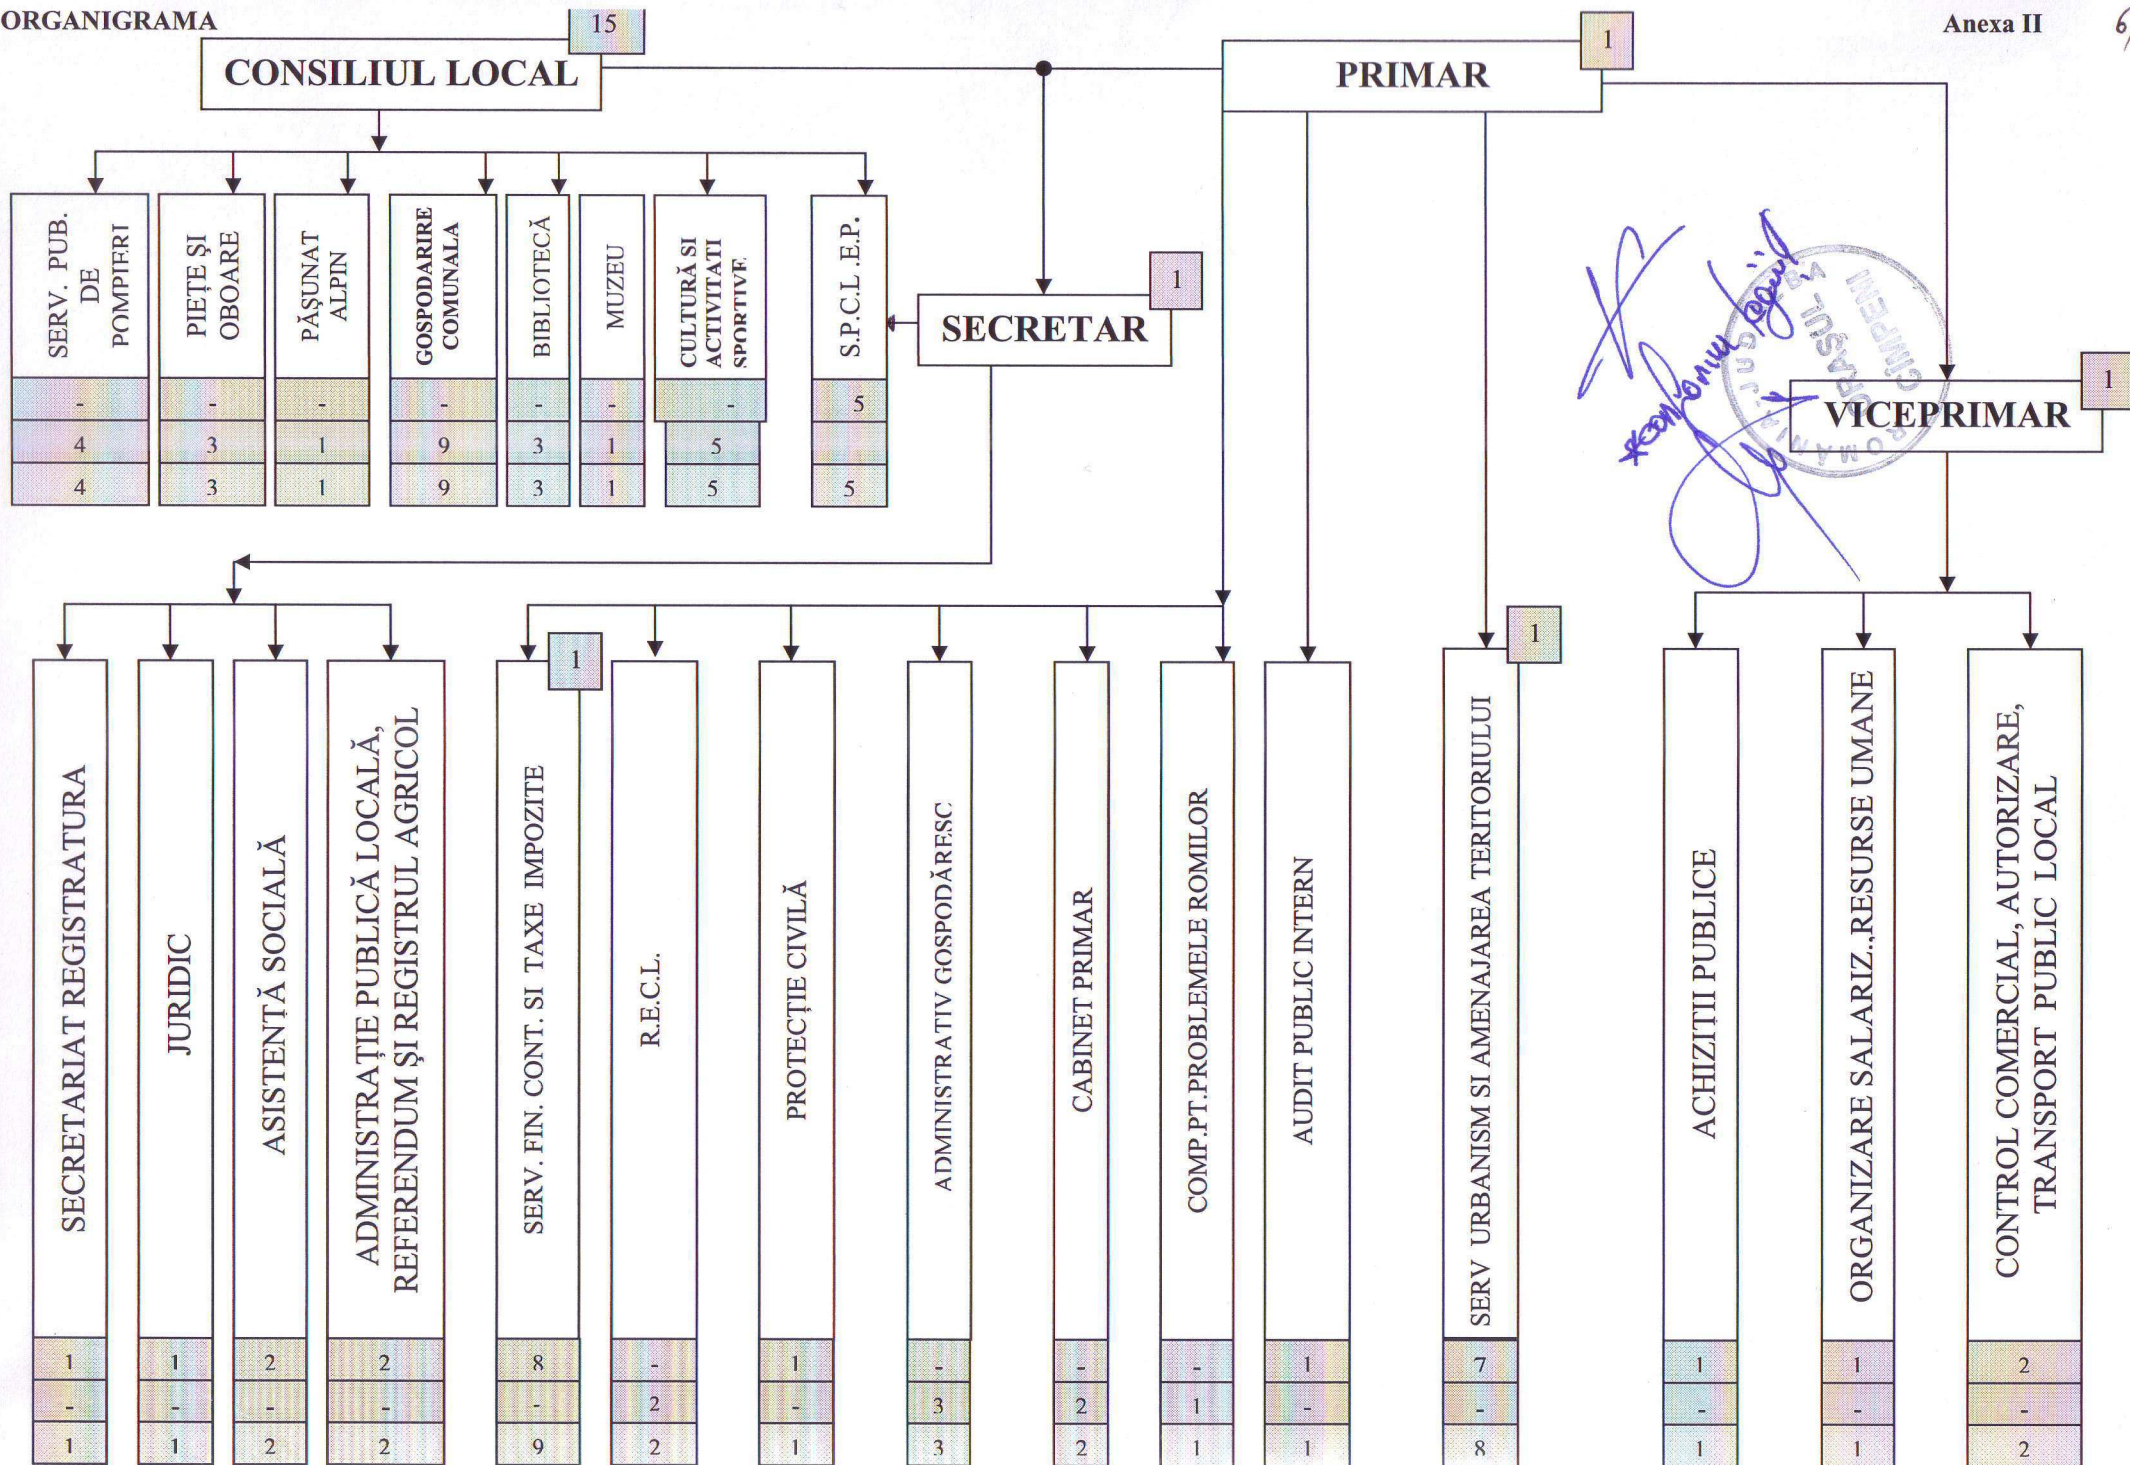 ORGANIGRAMA
Anexa II
15
CONSILIUL LOCAL
PRIMAR
1
SERV. PUB.
DE
POMPIERI
-
4
4
PIEȚE ȘI
OBOARE
-
3
3
PĂȘUNAT
ALPIN
-
1
1
GOSPODARIRE
COMUNALA
-
9
9
BIBLIOTECĂ
-
3
3
MUZEU
-
1
1
CULTURĂ SI
ACTIVITATI
SPORTIVE
-
5
5
S.P.C.L .E.P.
5
5
SECRETAR
1
VICEPRIMAR
1
ROMÂNIA-JUD
ORAȘUL
CÎMPENI
SECRETARIAT REGISTRATURA
1
-
1
JURIDIC
1
-
1
ASISTENȚĂ SOCIALĂ
2
-
2
ADMINISTRAȚIE PUBLICĂ LOCALĂ,
REFERENDUM ȘI REGISTRUL AGRICOL
2
-
2
1
SERV. FIN. CONT. SI TAXE IMPOZITE
8
-
9
R.E.C.L.
-
2
2
PROTECȚIE CIVILĂ
1
-
1
ADMINISTRATIV GOSPODĂRESC
-
3
3
CABINET PRIMAR
-
2
2
COMP.PT.PROBLEMELE ROMILOR
-
1
1
AUDIT PUBLIC INTERN
1
-
1
1
SERV URBANISM SI AMENAJAREA TERITORIULUI
7
-
8
ACHIZIȚII PUBLICE
1
-
1
ORGANIZARE SALARIZ.,RESURSE UMANE
1
-
1
CONTROL COMERCIAL, AUTORIZARE,
TRANSPORT PUBLIC LOCAL
2
-
2